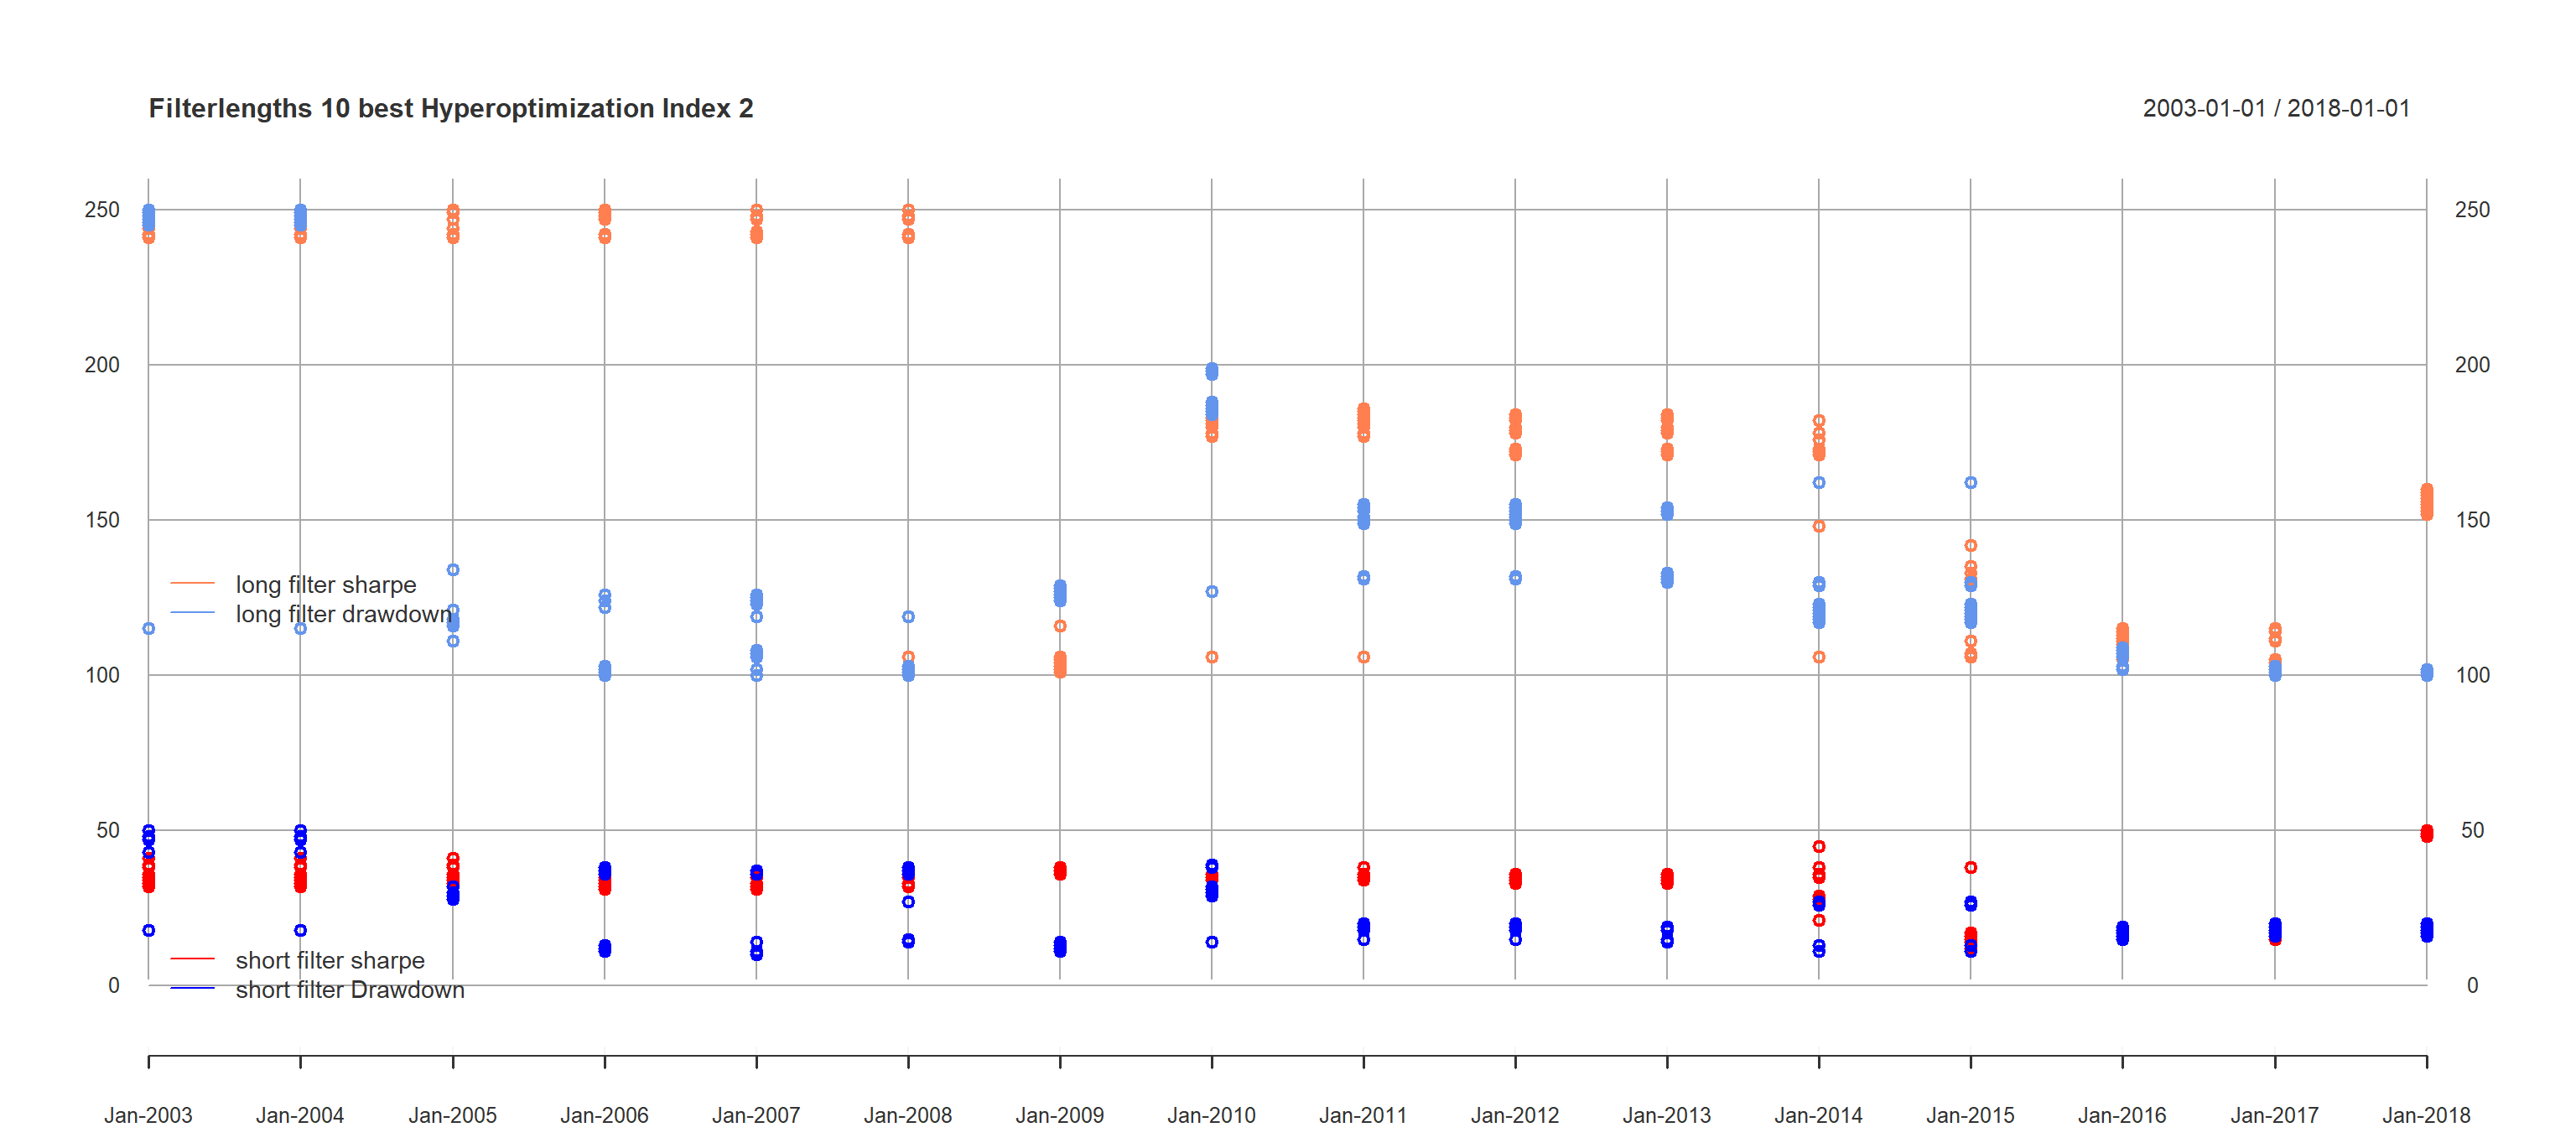 Filterlengths 10 best Hyperoptimization Index 2
2003-01-01 / 2018-01-01
250
250
200
200
150
150
long filter sharpe
long filter drawdown
100
100
50
50
short filter sharpe
short filter Drawdown
0
0
Jan-2003 Jan-2004 Jan-2005 Jan-2006 Jan-2007 Jan-2008 Jan-2009 Jan-2010 Jan-2011 Jan-2012 Jan-2013 Jan-2014 Jan-2015 Jan-2016 Jan-2017 Jan-2018